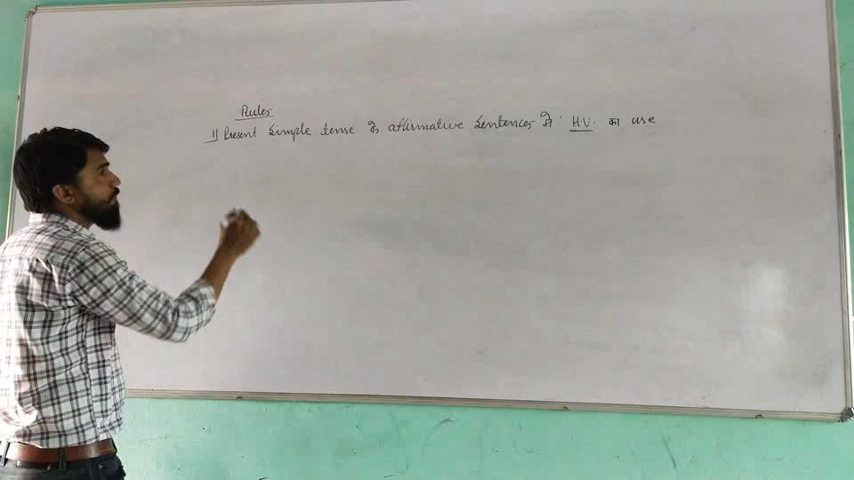 Rules
1) Present simple tense के affirmative sentences में H.V. का use